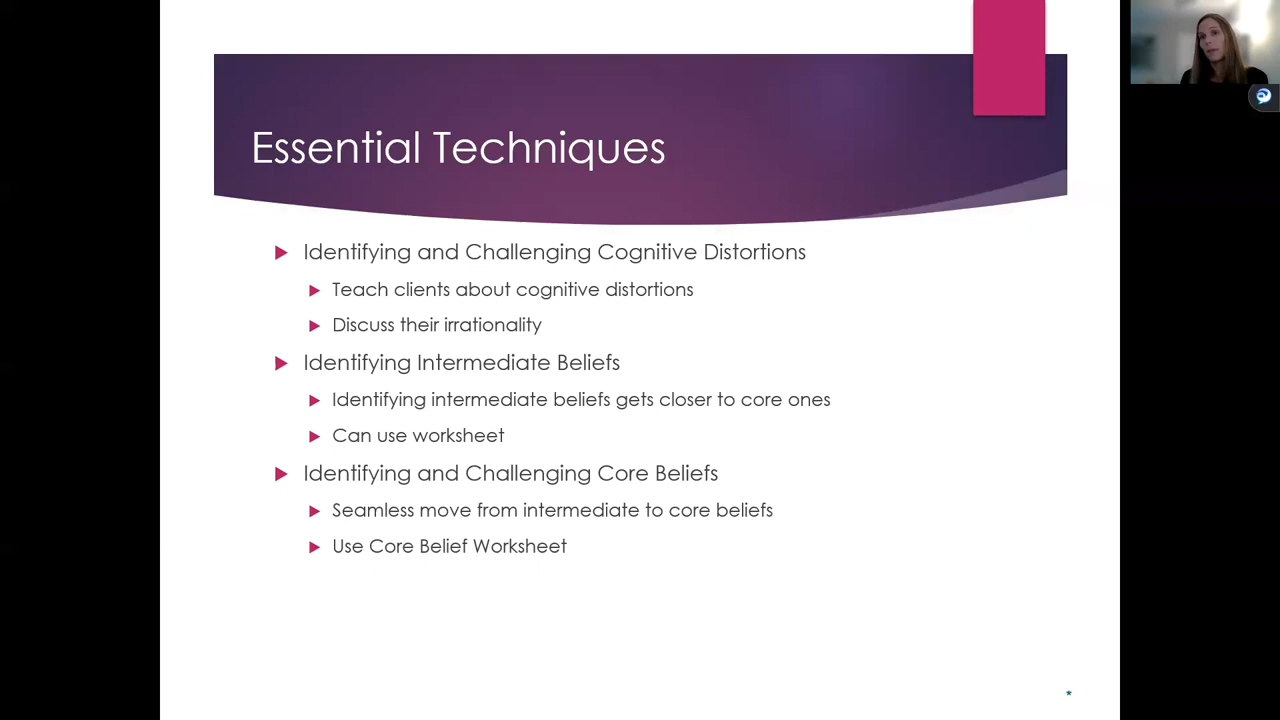 Essential Techniques
Identifying and Challenging Cognitive Distortions
Teach clients about cognitive distortions
Discuss their irrationality
Identifying Intermediate Beliefs
Identifying intermediate beliefs gets closer to core ones
Can use worksheet
Identifying and Challenging Core Beliefs
Seamless move from intermediate to core beliefs
Use Core Belief Worksheet
*